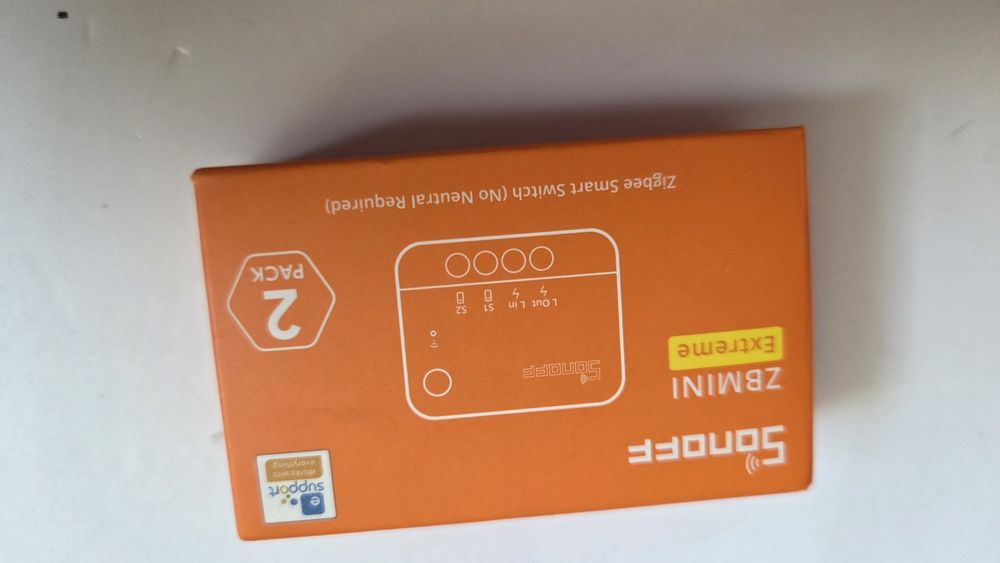 SONOFF
ZBMINI
Extreme
e
support
Works with
everything
SONOFF
L Out L in S1 S2
2
PACK
Zigbee Smart Switch (No Neutral Required)